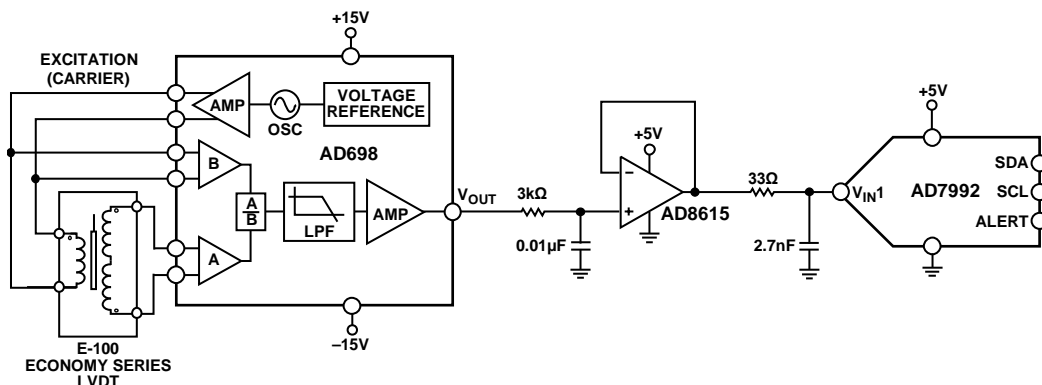 +15V
EXCITATION
(CARRIER)
AMP
OSC
VOLTAGE
REFERENCE
AD698
B
A
B
A
LPF
AMP
VOUT
–15V
E-100
ECONOMY SERIES
LVDT
3kΩ
0.01µF
+5V
–
+
AD8615
33Ω
2.7nF
VIN1
+5V
AD7992
SDA
SCL
ALERT